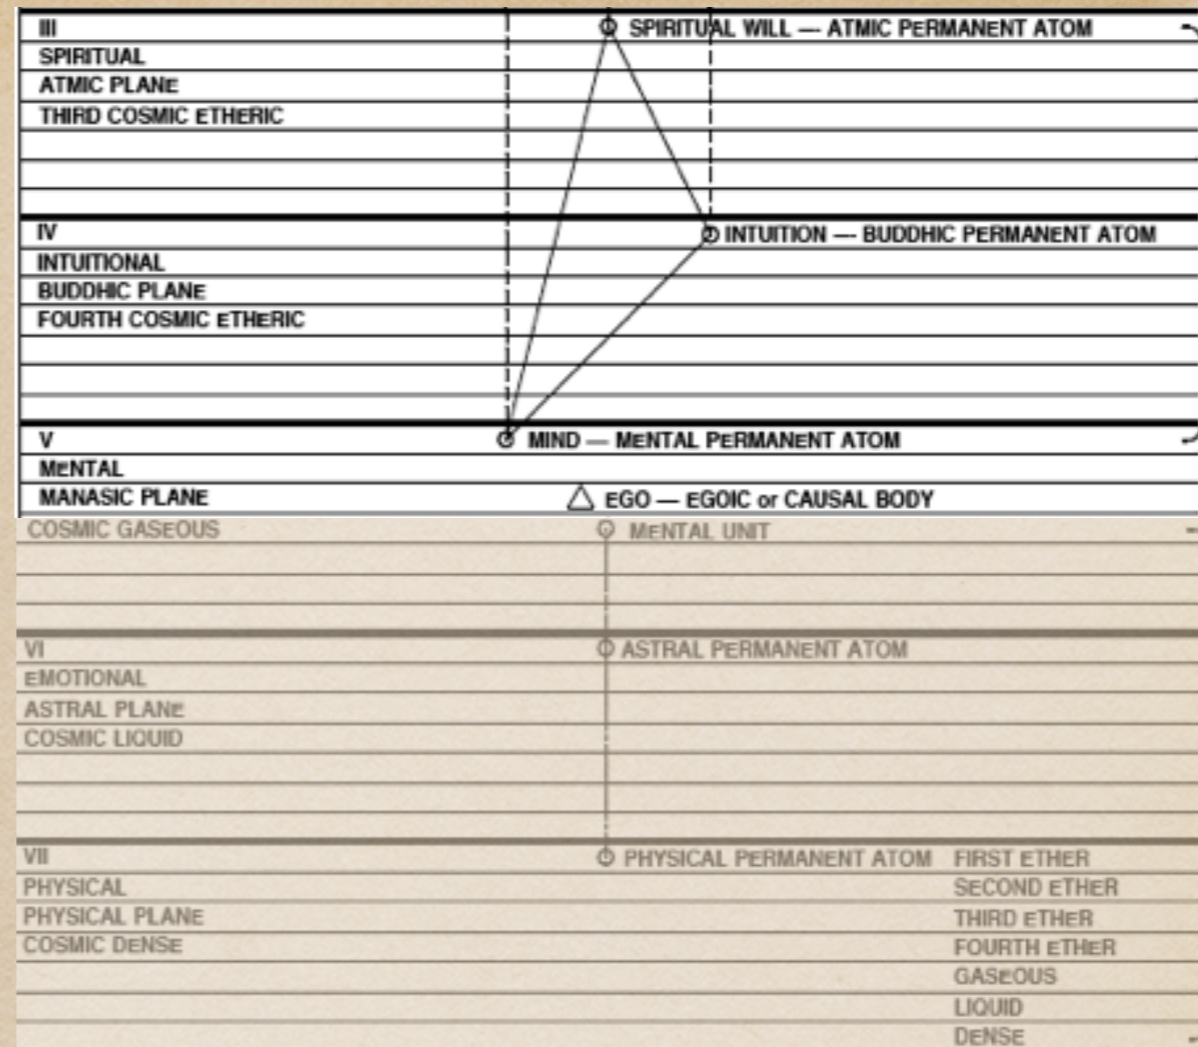 III SPIRITUAL WILL — ATMIC PERMANENT ATOM
SPIRITUAL
ATMIC PLANE
THIRD COSMIC ETHERIC
IV INTUITION — BUDDHIC PERMANENT ATOM
INTUITIONAL
BUDDHIC PLANE
FOURTH COSMIC ETHERIC
V MIND — MENTAL PERMANENT ATOM
MENTAL
MANASIC PLANE EGO — EGOIC or CAUSAL BODY
COSMIC GASEOUS MENTAL UNIT
VI ASTRAL PERMANENT ATOM
EMOTIONAL
ASTRAL PLANE
COSMIC LIQUID
VII PHYSICAL PERMANENT ATOM FIRST ETHER
PHYSICAL SECOND ETHER
PHYSICAL PLANE THIRD ETHER
COSMIC DENSE FOURTH ETHER
GASEOUS
LIQUID
DENSE